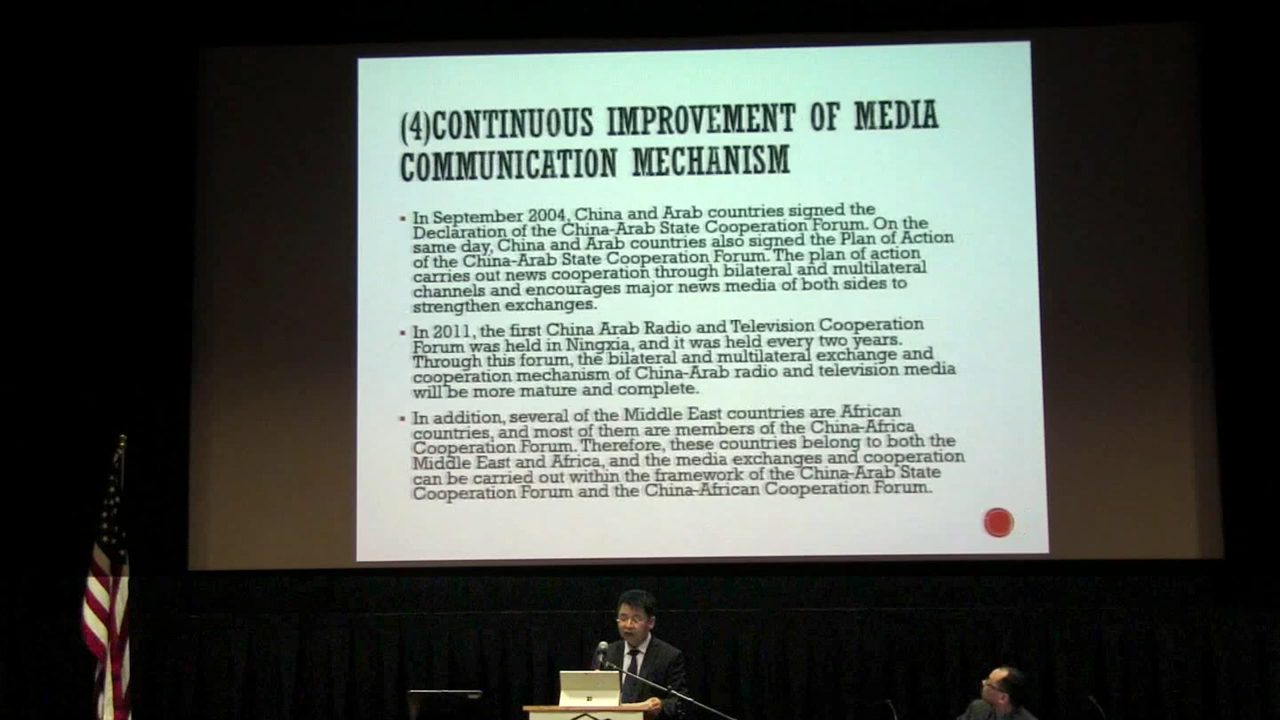 (4)CONTINUOUS IMPROVEMENT OF MEDIA
COMMUNICATION MECHANISM
▪ In September 2004, China and Arab countries signed the
Declaration of the China-Arab State Cooperation Forum. On the
same day, China and Arab countries also signed the Plan of Action
of the China-Arab State Cooperation Forum. The plan of action
carries out news cooperation through bilateral and multilateral
channels and encourages major news media of both sides to
strengthen exchanges.
▪ In 2011, the first China Arab Radio and Television Cooperation
Forum was held in Ningxia, and it was held every two years.
Through this forum, the bilateral and multilateral exchange and
cooperation mechanism of China-Arab radio and television media
will be more mature and complete.
▪ In addition, several of the Middle East countries are African
countries, and most of them are members of the China-Africa
Cooperation Forum. Therefore, these countries belong to both the
Middle East and Africa, and the media exchanges and cooperation
can be carried out within the framework of the China-Arab State
Cooperation Forum and the China-African Cooperation Forum.